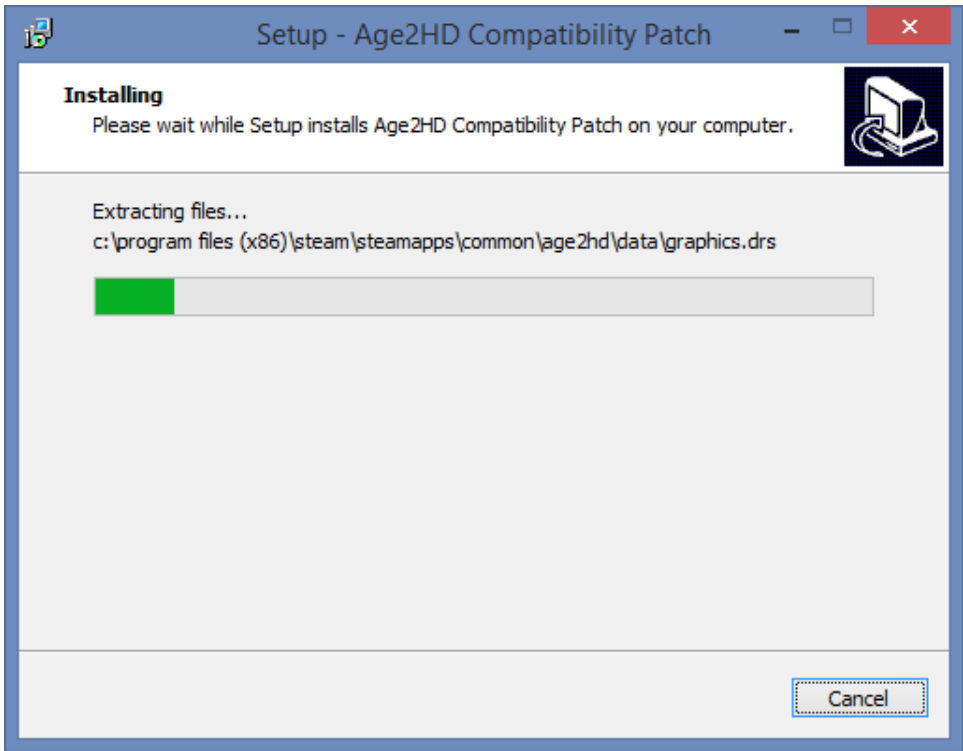 Setup - Age2HD Compatibility Patch
Installing
Please wait while Setup installs Age2HD Compatibility Patch on your computer.
Extracting files...
c:\program files (x86)\steam\steamapps\common\age2hd\data\graphics.drs
Cancel